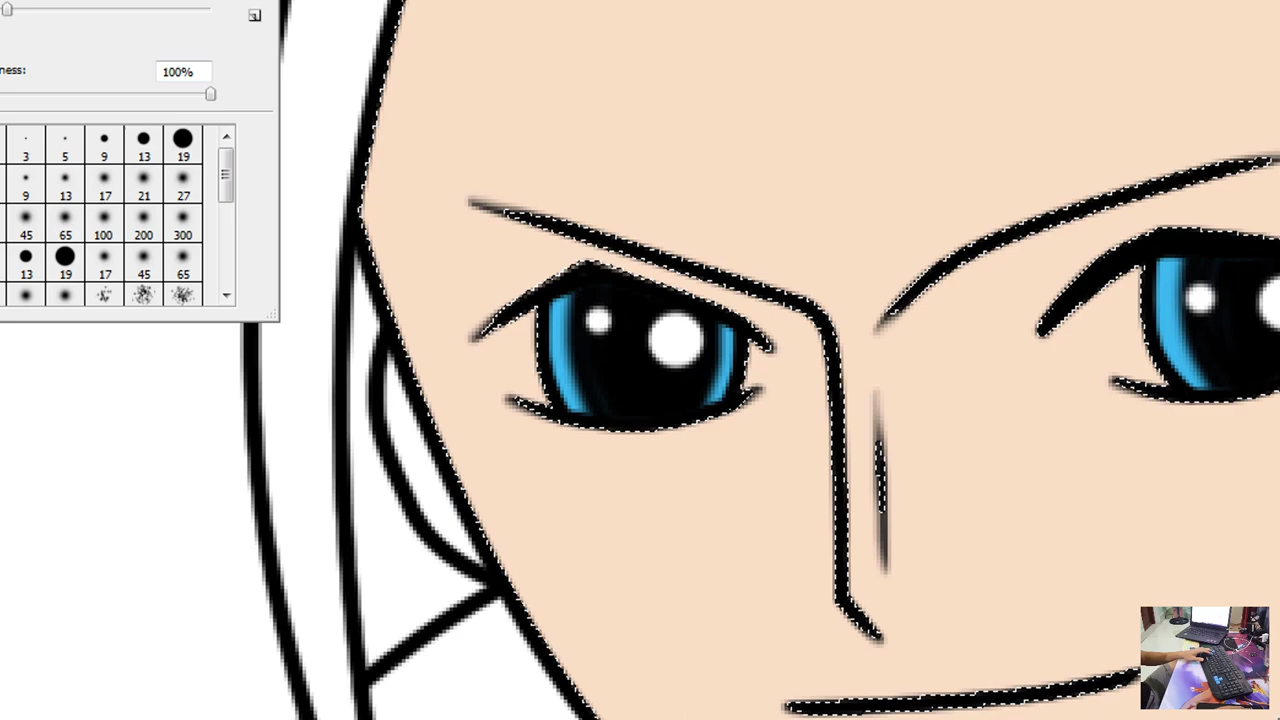 ness: 100%
3 5 9 13 19
9 13 17 21 27
45 65 100 200 300
13 19 17 45 65